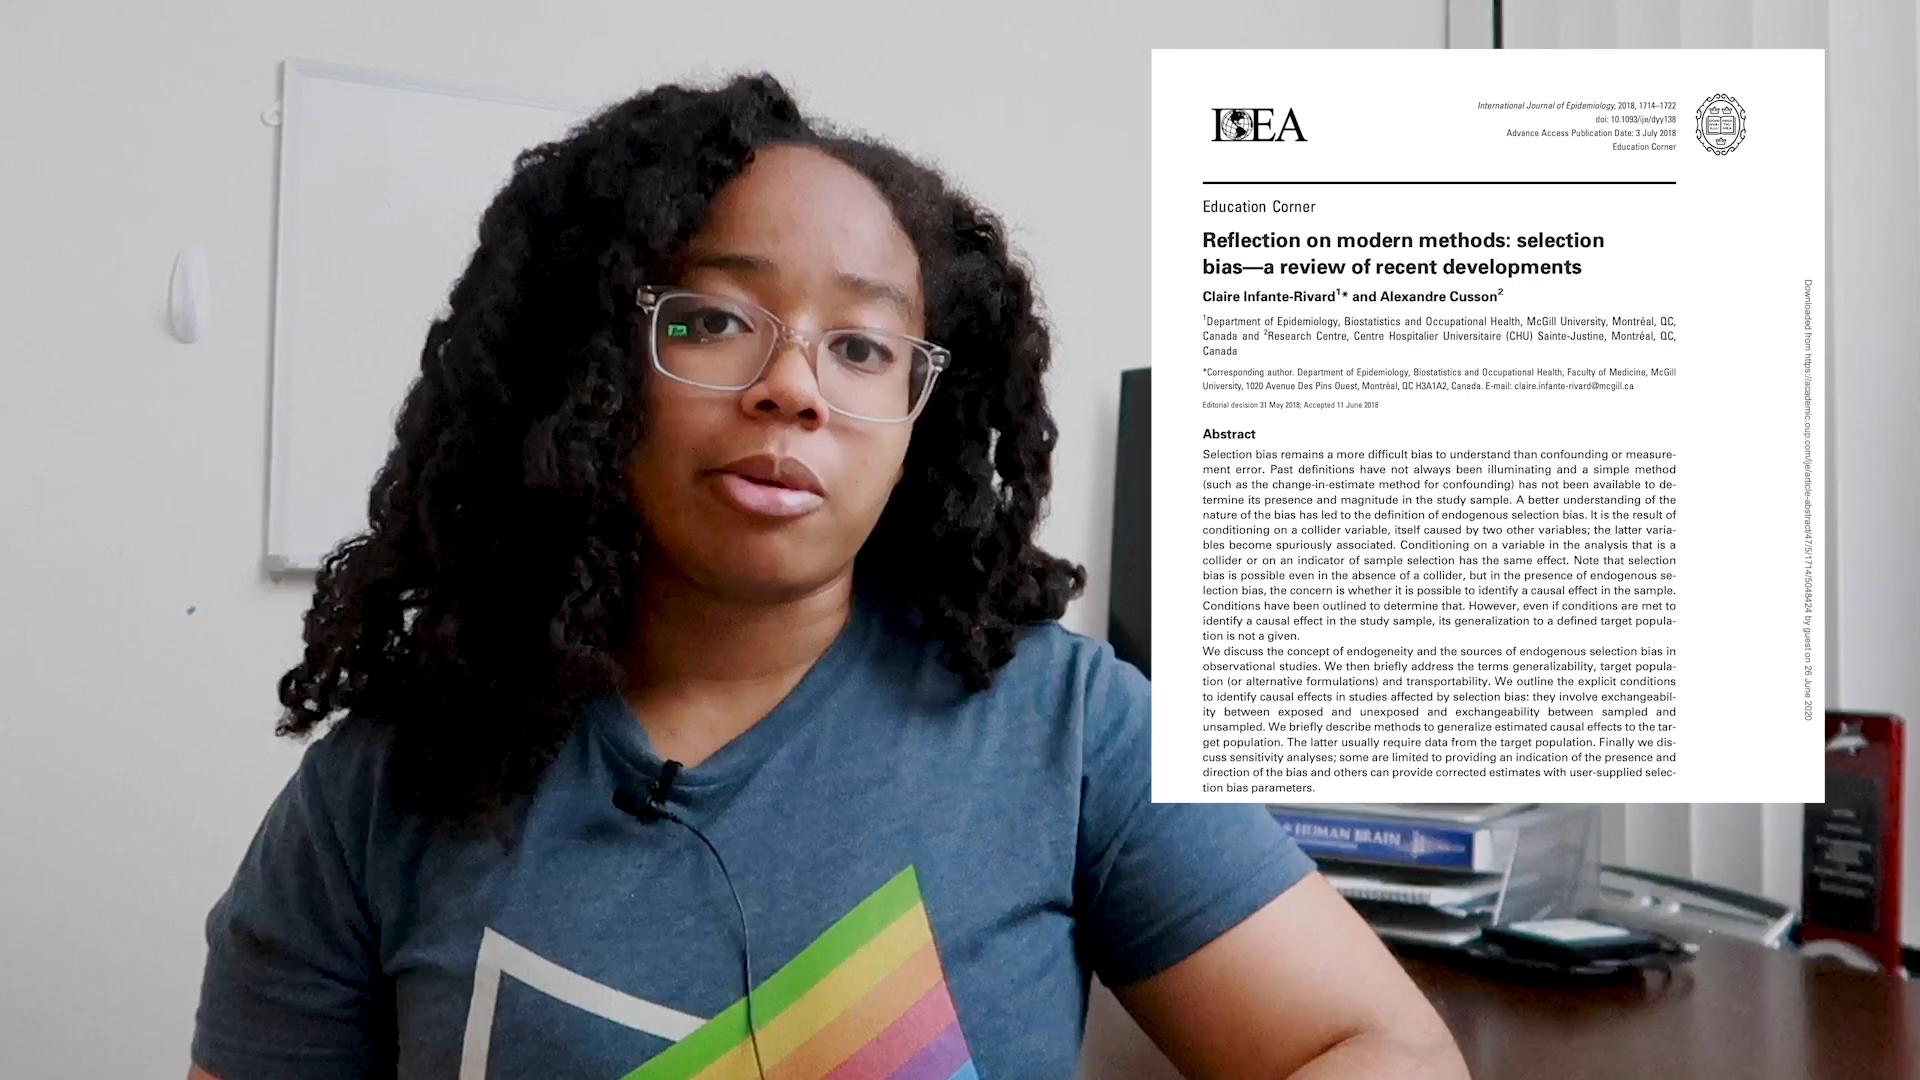 IEA
International Journal of Epidemiology, 2018, 1714–1722
doi: 10.1093/ije/dyy138
Advance Access Publication Date: 3 July 2018
Education Corner
Education Corner
Reflection on modern methods: selection
bias—a review of recent developments
Claire Infante-Rivard1* and Alexandre Cusson2
1Department of Epidemiology, Biostatistics and Occupational Health, McGill University, Montréal, QC,
Canada and 2Research Centre, Centre Hospitalier Universitaire (CHU) Sainte-Justine, Montréal, QC,
Canada
*Corresponding author. Department of Epidemiology, Biostatistics and Occupational Health, Faculty of Medicine, McGill
University, 1020 Avenue Des Pins Ouest, Montréal, QC H3A1A2, Canada. E-mail: claire.infante-rivard@mcgill.ca
Editorial decision 31 May 2018; Accepted 11 June 2018
Abstract
Selection bias remains a more difficult bias to understand than confounding or measure-
ment error. Past definitions have not always been illuminating and a simple method
(such as the change-in-estimate method for confounding) has not been available to de-
termine its presence and magnitude in the study sample. A better understanding of the
nature of the bias has led to the definition of endogenous selection bias. It is the result of
conditioning on a collider variable, itself caused by two other variables; the latter varia-
bles become spuriously associated. Conditioning on a variable in the analysis that is a
collider or on an indicator of sample selection has the same effect. Note that selection
bias is possible even in the absence of a collider, but in the presence of endogenous se-
lection bias, the concern is whether it is possible to identify a causal effect in the sample.
Conditions have been outlined to determine that. However, even if conditions are met to
identify a causal effect in the study sample, its generalization to a defined target popula-
tion is not a given.
We discuss the concept of endogeneity and the sources of endogenous selection bias in
observational studies. We then briefly address the terms generalizability, target popula-
tion (or alternative formulations) and transportability. We outline the explicit conditions
to identify causal effects in studies affected by selection bias: they involve exchangeabil-
ity between exposed and unexposed and exchangeability between sampled and
unsampled. We briefly describe methods to generalize estimated causal effects to the tar-
get population. The latter usually require data from the target population. Finally we dis-
cuss sensitivity analyses; some are limited to providing an indication of the presence and
direction of the bias and others can provide corrected estimates with user-supplied selec-
tion bias parameters.
Downloaded from https://academic.oup.com/ije/article-abstract/47/5/1714/5048424 by guest on 26 June 2020
HUMAN BRAIN